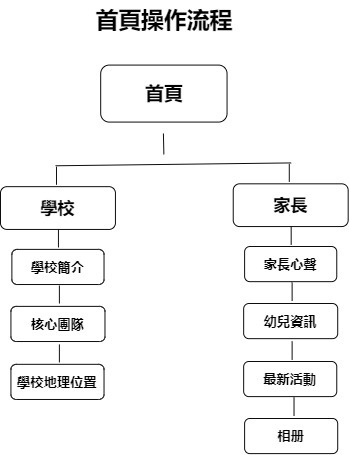 首頁操作流程
首頁
學校
家長
學校簡介
家長心聲
核心團隊
幼兒資訊
學校地理位置
最新活動
相册